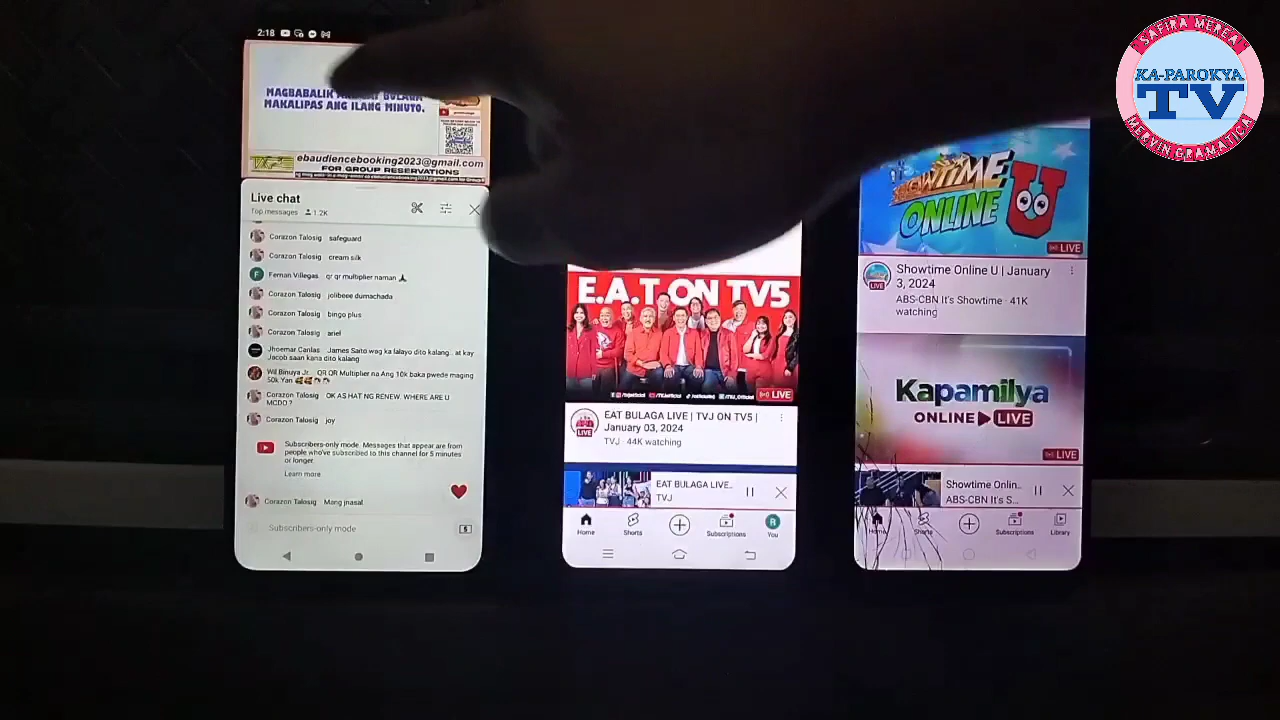 2:18
MAGBABALIK
MAKALIPAS ANG ILANG MINUTO.
ebaudiencebooking2023@gmail.com
FOR GROUP RESERVATIONS
Live chat
Top messages 1.2K
Corazon Talosig safeguard
Corazon Talosig cream silk
F Fernan Villegas qr qr multiplier naman
Corazon Talosig jolibeee dumachada
Corazon Talosig bingo plus
Corazon Talosig ariel
Jhoemar Canlas James Saito wag ka lalayo dito kalang.. at kay
Jacob saan kana dito kalang
Wil Binuya Jr. QR QR Multiplier na Ang 10k baka pwede maging
50k Yan
Corazon Talosig OK AS HAT NG RENEW. WHERE ARE U
MCDO ?
Corazon Talosig joy
Subscribers-only mode. Messages that appear are from
people who've subscribed to this channel for 5 minutes
or longer.
Learn more
Corazon Talosig Mang jnasal
Subscribers-only mode
E.A.T ON TV5
LIVE
LIVE
EAT BULAGA LIVE | TVJ ON TV5 |
January 03, 2024
TVJ · 44K watching
EAT BULAGA LIVE..
TVJ
Home
Shorts
Subscriptions
R
You
SHOWTIME
ONLINE U
LIVE
LIVE
Showtime Online U | January
3, 2024
ABS-CBN It's Showtime · 41K
watching
Kapamilya
ONLINE LIVE
LIVE
Showtime Onlin..
ABS-CBN It's S...
Home
Shorts
Subscriptions
Library
"SAFIRA MEREA"
KA-PAROKYA
TV
MERVIN GRAMATICA